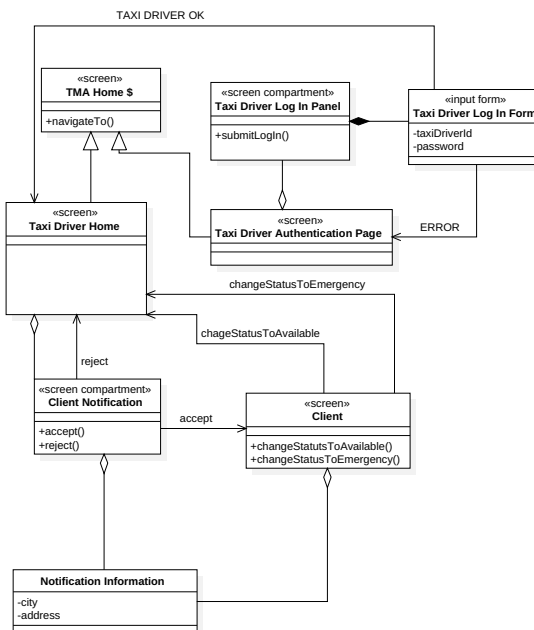 TAXI DRIVER OK
«screen»
TMA Home $
+navigateTo()
«screen compartment»
Taxi Driver Log In Panel
+submitLogIn()
«input form»
Taxi Driver Log In Form
-taxiDriverId
-password
«screen»
Taxi Driver Home
«screen»
Taxi Driver Authentication Page
ERROR
changeStatusToEmergency
chageStatusToAvailable
reject
«screen compartment»
Client Notification
+accept()
+reject()
accept
«screen»
Client
+changeStatutsToAvailable()
+changeStatusToEmergency()
Notification Information
-city
-address